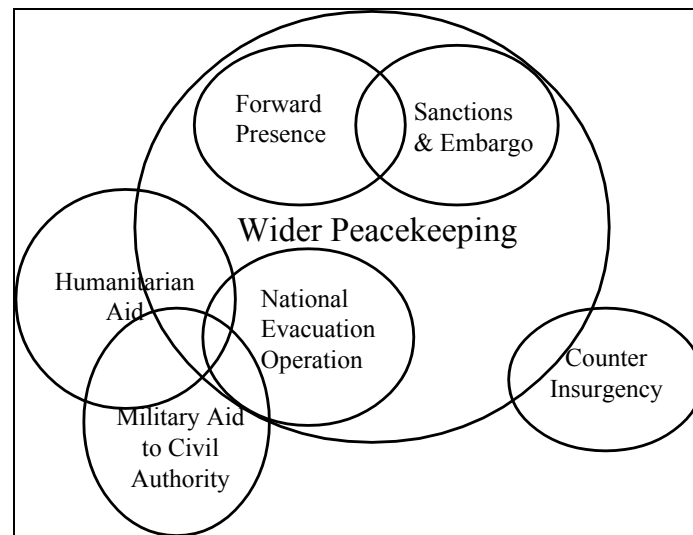 Forward
Presence
Sanctions
& Embargo
Wider Peacekeeping
Humanitarian
Aid
National
Evacuation
Operation
Counter
Insurgency
Military Aid
to Civil
Authority